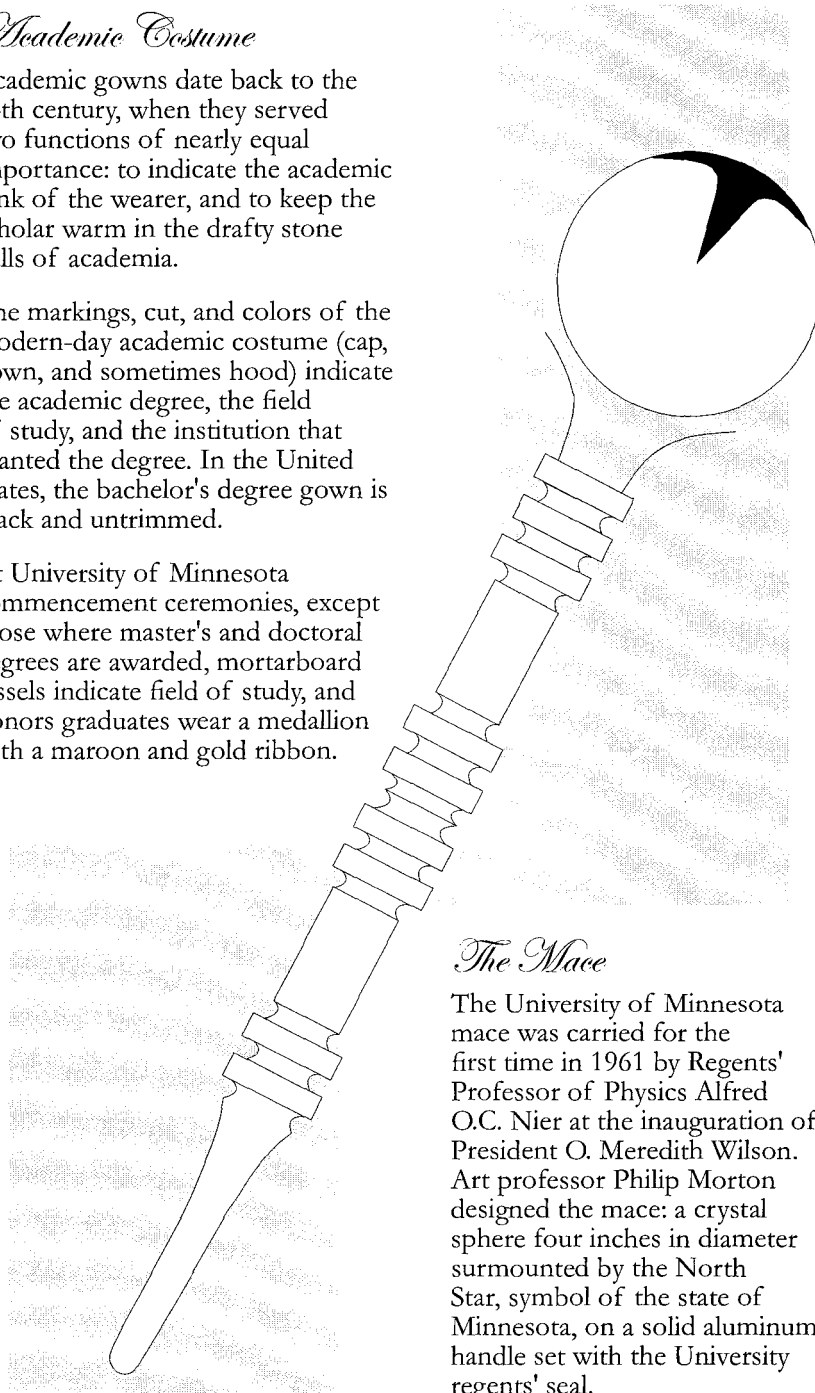 Academic Costume
cademic gowns date back to the
th century, when they served
o functions of nearly equal
portance: to indicate the academic
nk of the wearer, and to keep the
holar warm in the drafty stone
lls of academia.
he markings, cut, and colors of the
odern-day academic costume (cap,
own, and sometimes hood) indicate
e academic degree, the field
study, and the institution that
anted the degree. In the United
ates, the bachelor's degree gown is
ack and untrimmed.
t University of Minnesota
ommencement ceremonies, except
ose where master's and doctoral
grees are awarded, mortarboard
ssels indicate field of study, and
onors graduates wear a medallion
th a maroon and gold ribbon.
The Mace
The University of Minnesota
mace was carried for the
first time in 1961 by Regents'
Professor of Physics Alfred
O.C. Nier at the inauguration of
President O. Meredith Wilson.
Art professor Philip Morton
designed the mace: a crystal
sphere four inches in diameter
surmounted by the North
Star, symbol of the state of
Minnesota, on a solid aluminum
handle set with the University
regents' seal.